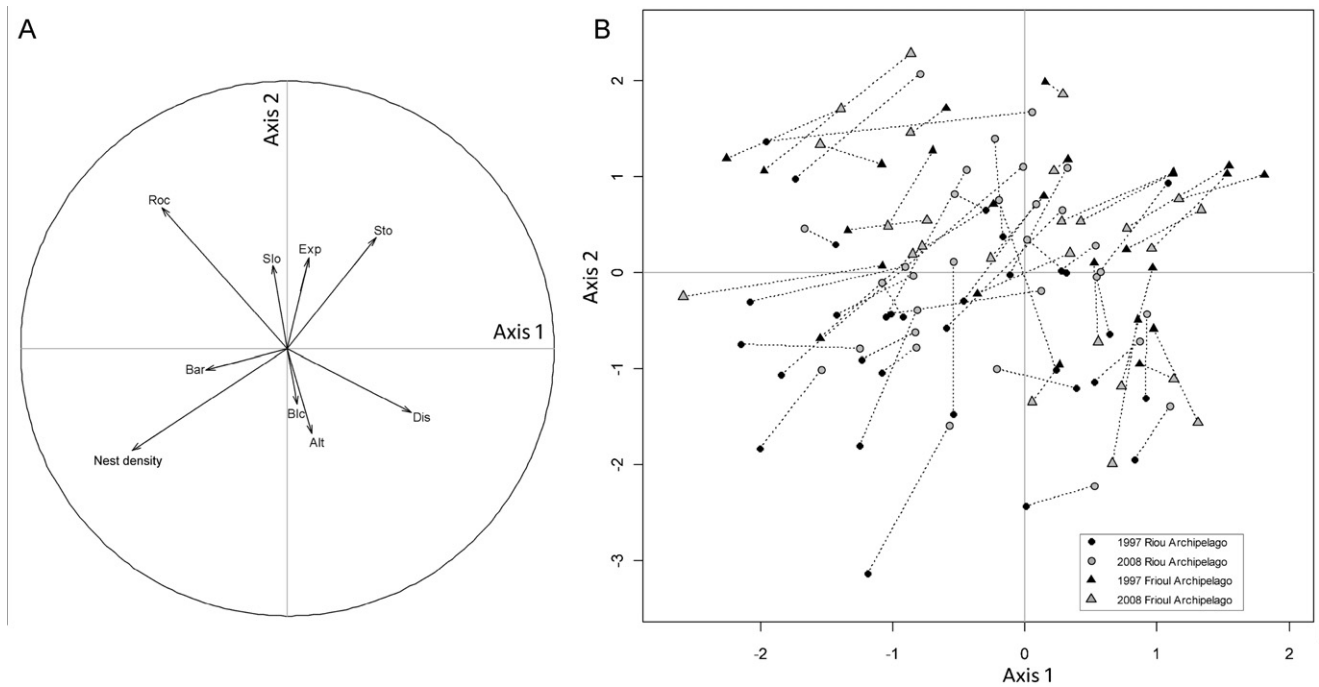 A
Axis 2
Roc
Sto
Slo
Exp
Axis 1
Bar
Blc
Dis
Alt
Nest density
B
2
1
0
-1
-2
-3
Axis 2
-2
-1
0
1
2
Axis 1
1997 Riou Archipelago
2008 Riou Archipelago
1997 Frioul Archipelago
2008 Frioul Archipelago